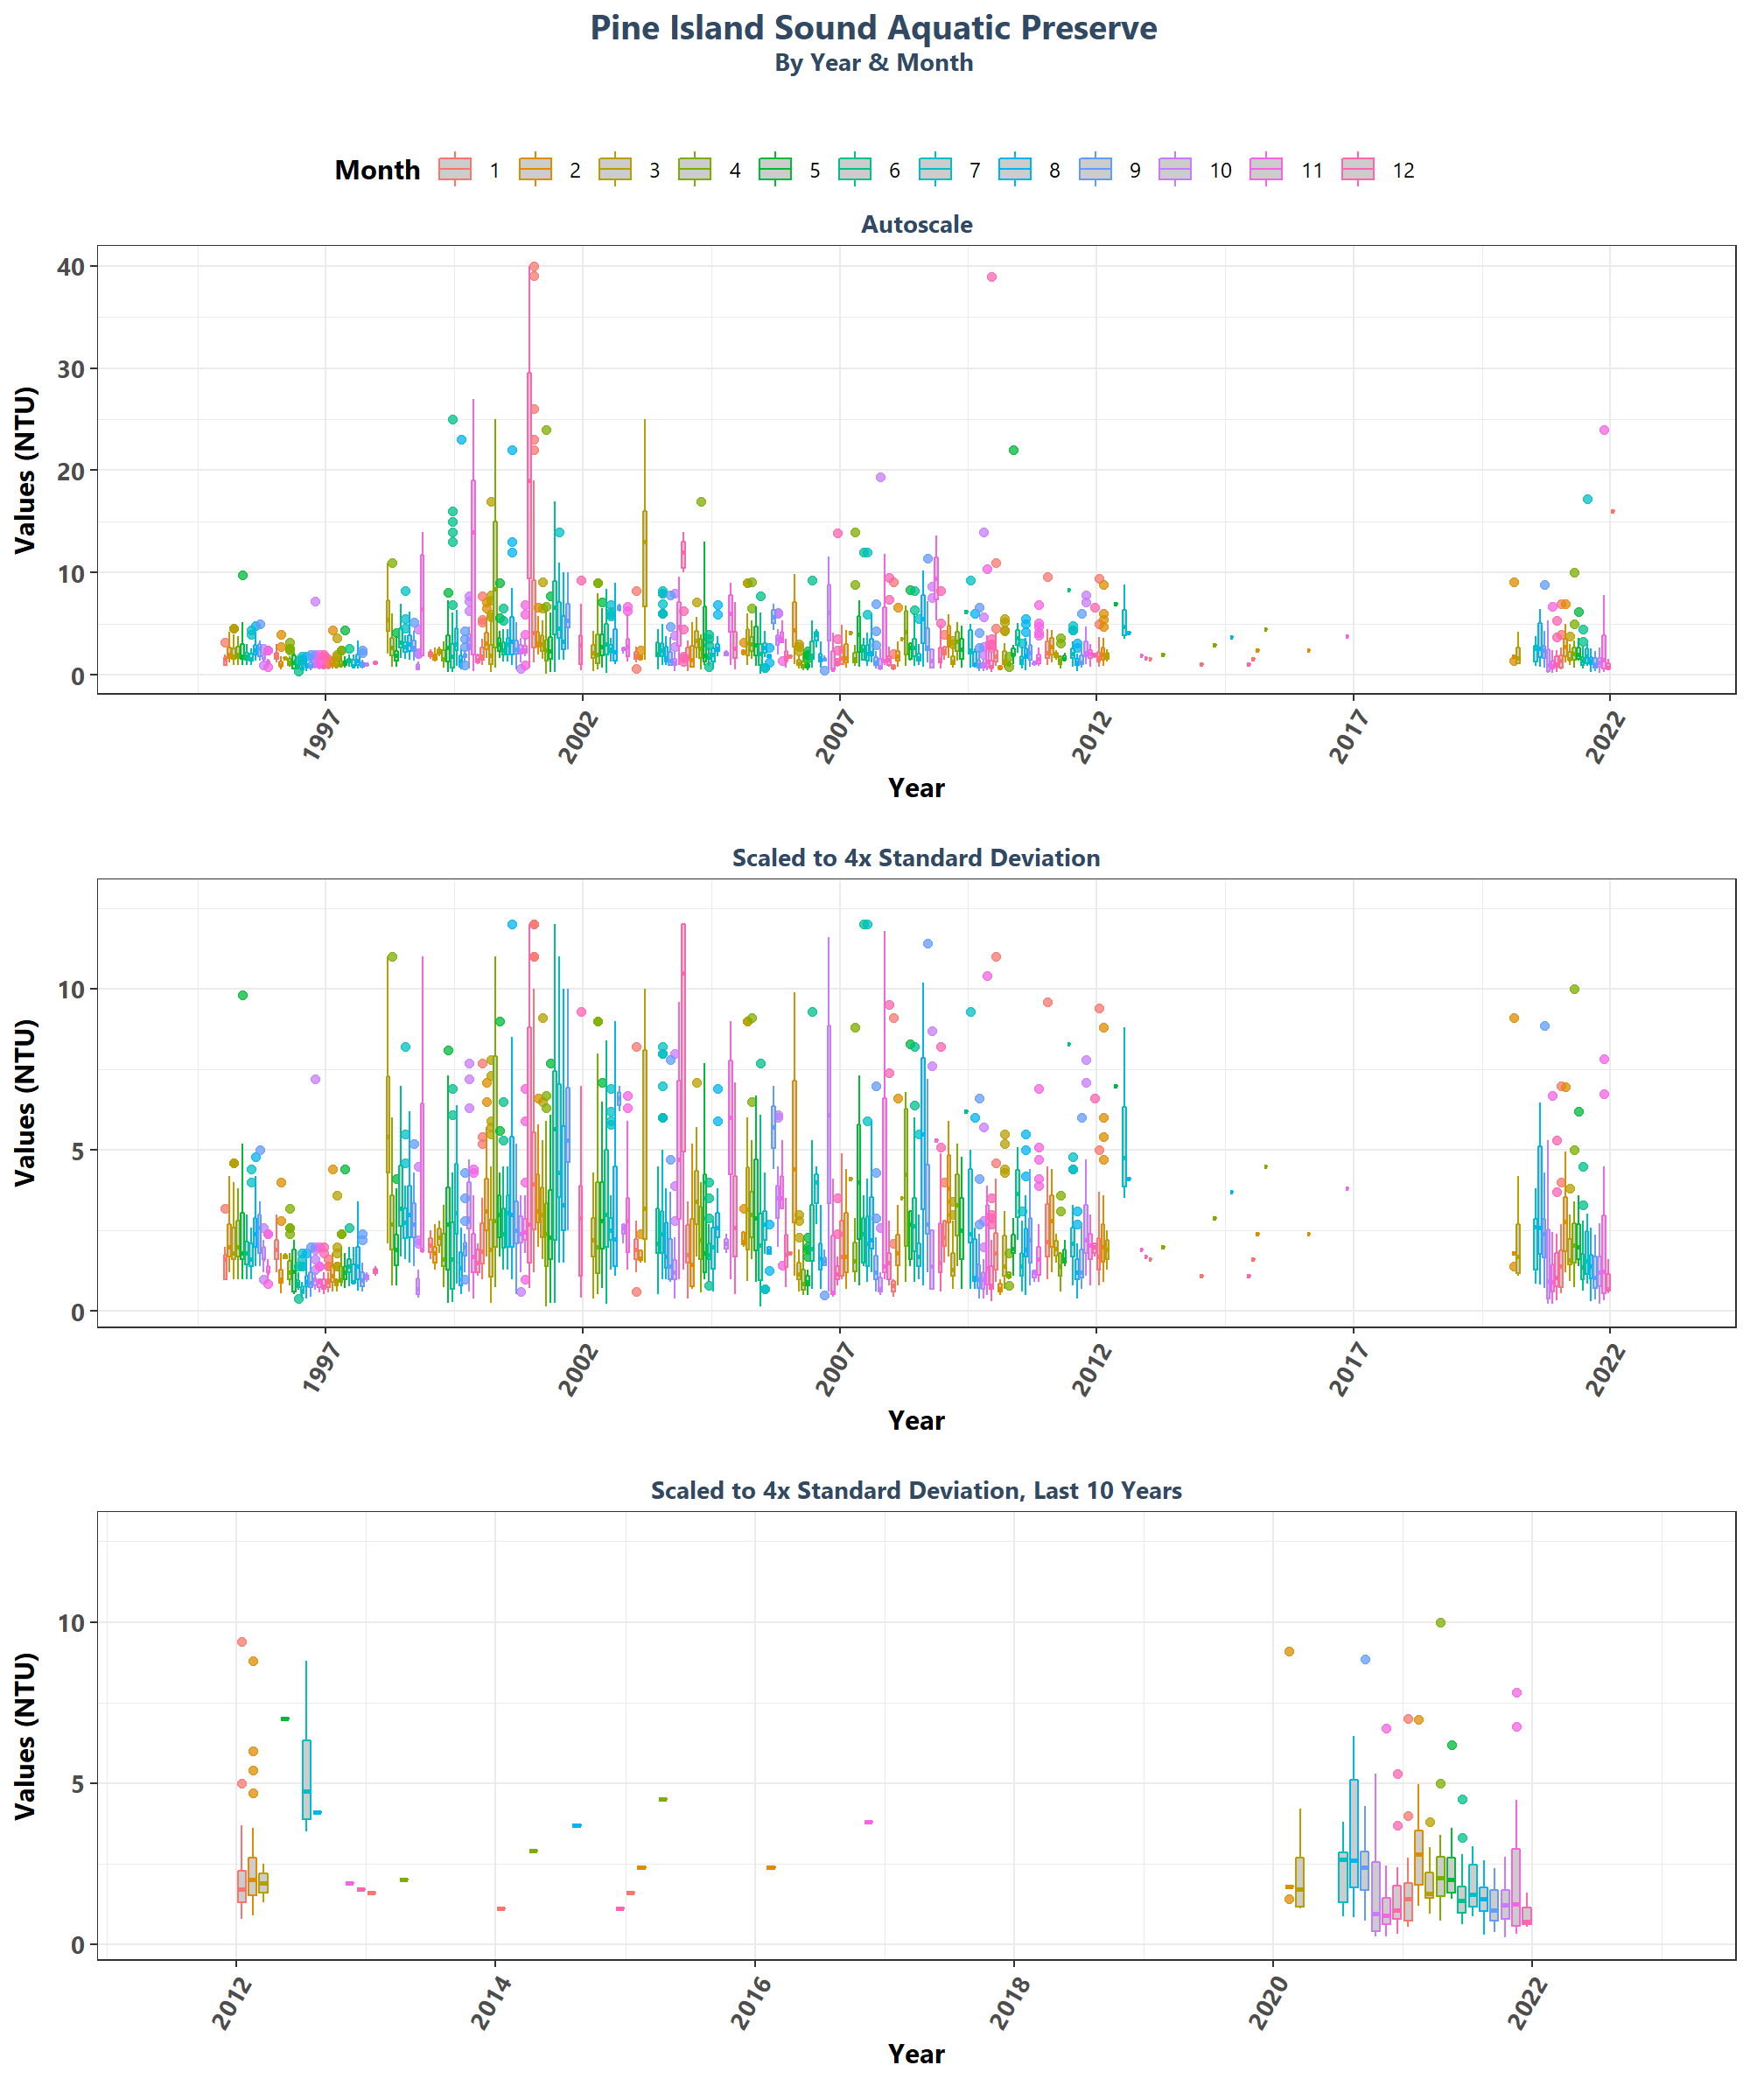 Pine Island Sound Aquatic Preserve
By Year & Month
Month 1 2 3 4 5 6 7 8 9 10 11 12
Autoscale
Values (NTU)
40
30
20
10
0
1997 2002 2007 2012 2017 2022
Year
Scaled to 4x Standard Deviation
Values (NTU)
10
5
0
1997 2002 2007 2012 2017 2022
Year
Scaled to 4x Standard Deviation, Last 10 Years
Values (NTU)
10
5
0
2012 2014 2016 2018 2020 2022
Year